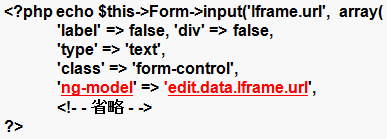 <?php echo $this->Form->input('Iframe.url',  array(
'label' => false, 'div' => false,
'type' => 'text',
'class' => 'form-control',
'ng-model' => 'edit.data.Iframe.url',
<!- - 省略 - ->
?>